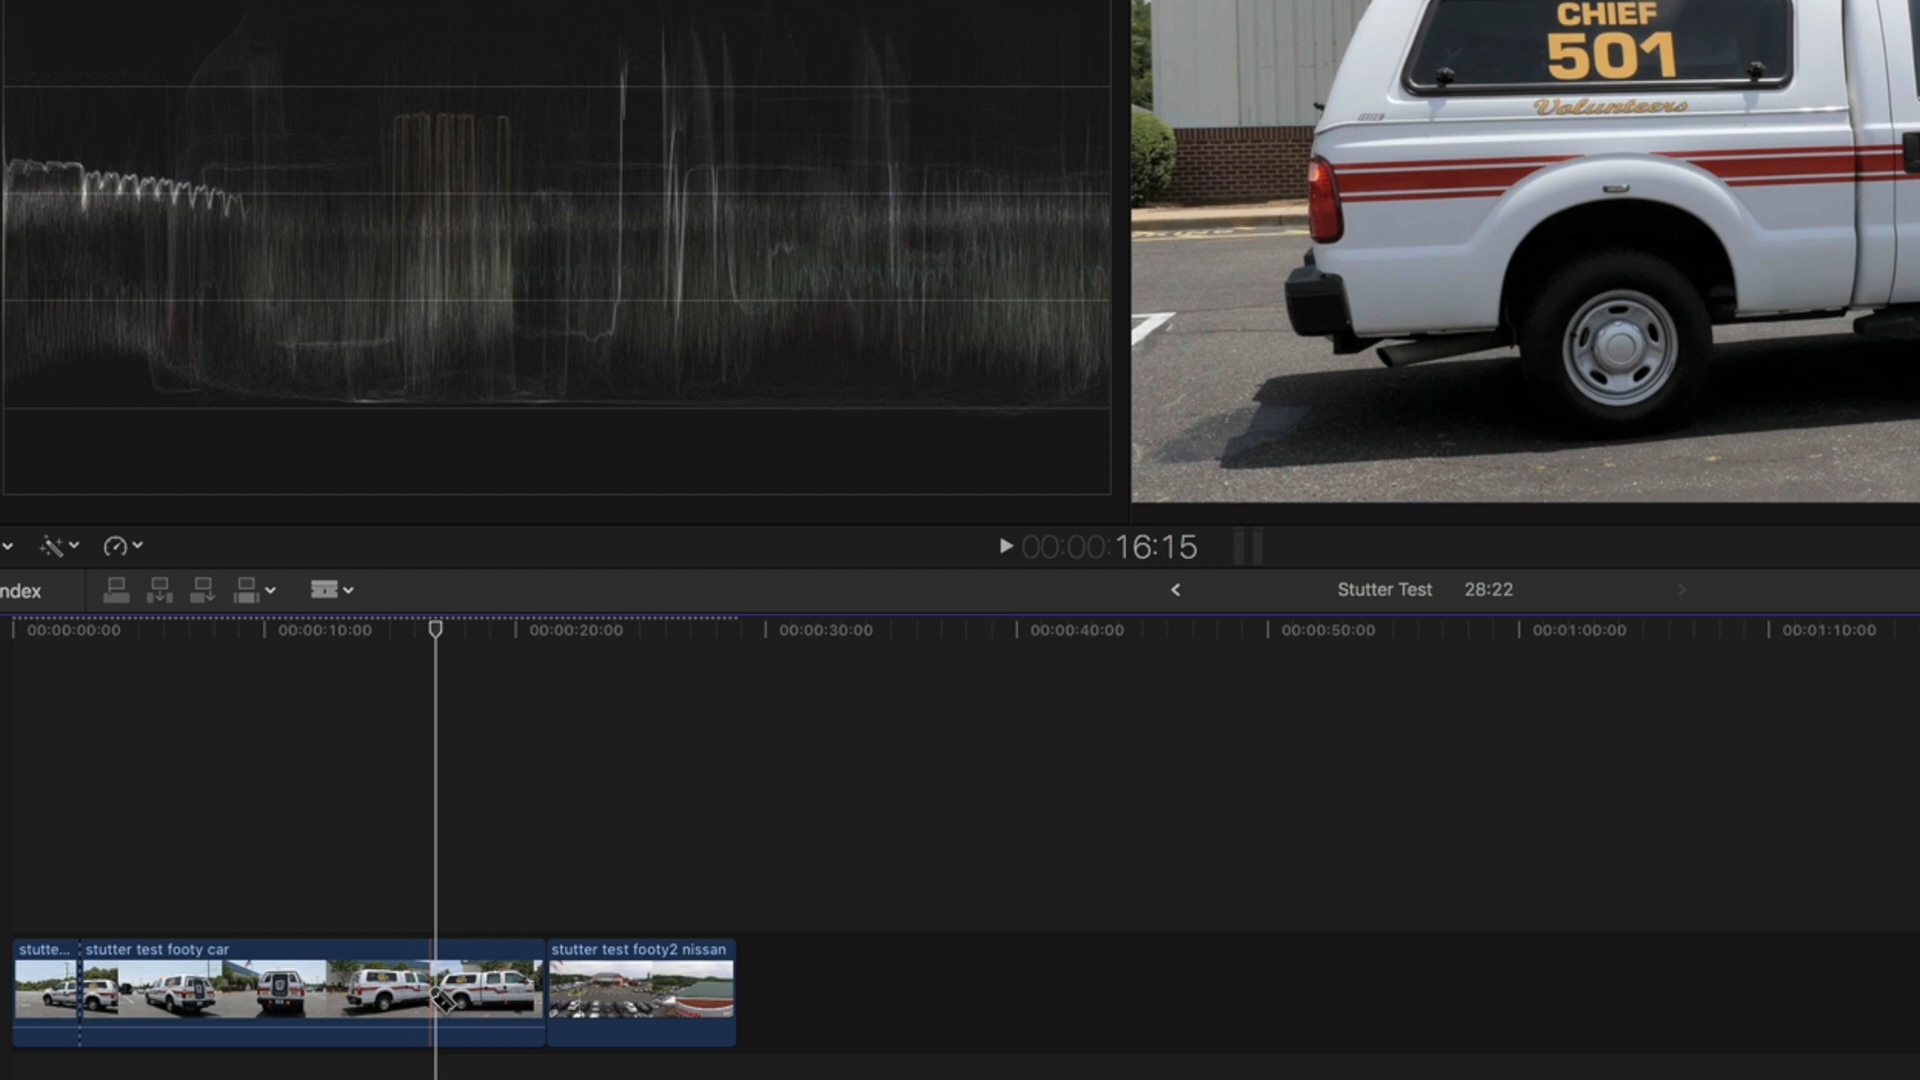 CHIEF
501
Volunteers
00:00:16:15
ndex
Stutter Test 28:22
00:00:00:00 00:00:10:00 00:00:20:00 00:00:30:00 00:00:40:00 00:00:50:00 00:01:00:00 00:01:10:00
stutte... stutter test footy car stutter test footy2 nissan